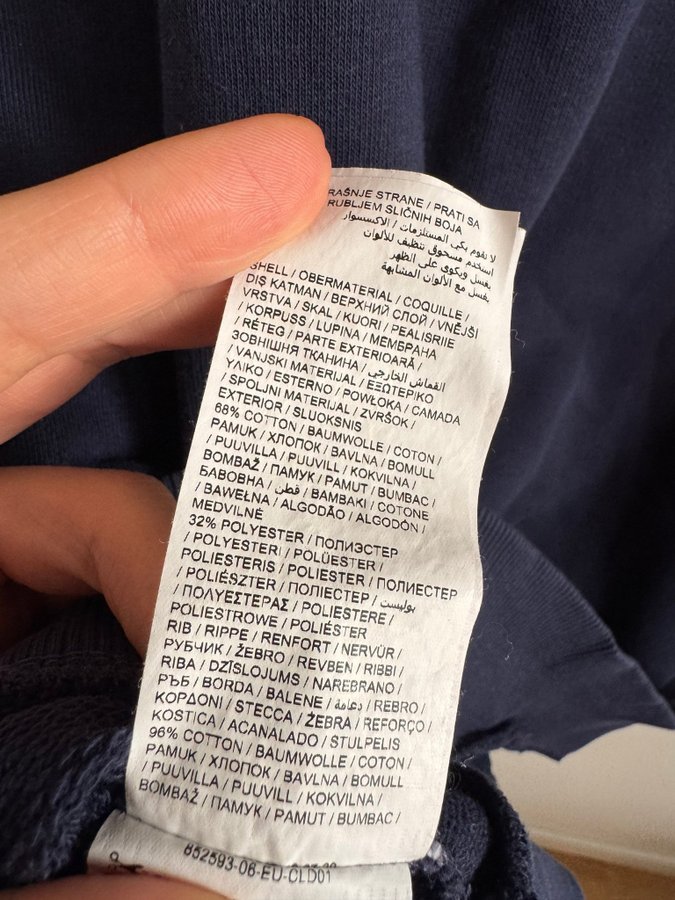 RAŠNJE STRANE / PRATI SA
RUBLJEM SLIČNIH BOJA
لا تقوم بكي المستلزمات / الاكسسوار
استخدم مسحوق تنظيف للألوان
يغسل ويكوى على الظهر
يغسل مع الألوان المشابهة
SHELL / OBERMATERIAL / COQUILLE /
DIŞ KATMAN / ВЕРХНИЙ СЛОЙ / VNĚJŠÍ
VRSTVA / SKAL / KUORI / PEALISRIIE
/ KORPUSS / LUPINA / МЕМБРАНА
/ RÉTEG / PARTE EXTERIOARĂ /
ЗОВНІШНЯ ТКАНИНА / القماش الخارجي
/ VANJSKI MATERIJAL / ΕΞΩΤΕΡΙΚΟ
ΥΛΙΚΟ / ESTERNO / POWŁOKA / CAMADA
EXTERIOR / SLUOKSNIS
/ SPOLJNI MATERIJAL / ZVRŠOK /
68% COTTON / BAUMWOLLE / COTON /
PAMUK / ХЛОПОК / BAVLNA / BOMULL
/ PUUVILLA / PUUVILL / KOKVILNA /
BOMBAŽ / ПАМУК / PAMUT / BUMBAC /
БАВОВНА / قطن / BAMBAKI / COTONE
/ BAWEŁNA / ALGODÃO / ALGODÓN /
MEDVILNĖ
32% POLYESTER / ПОЛИЭСТЕР
/ POLYESTERI / POLÜESTER /
POLIESTERIS / POLIESTER / ПОЛИЕСТЕР
/ POLIÉSZTER / ПОЛІЕСТЕР / بوليستر
/ ΠΟΛΥΕΣΤΕΡΑΣ / POLIESTERE /
POLIESTROWE / POLIÉSTER
RIB / RIPPE / RENFORT / NERVÜR /
РУБЧИК / ŽEBRO / REVBEN / RIBBI /
RIBA / DZĪSLOJUMS / NAREBRANO /
РЪБ / BORDA / BALENE / دعامة / REBRO /
ΚΟΡΔΟΝΙ / STECCA / ŻEBRA / REFORÇO /
KOSTICA / ACANALADO / STULPELIS
96% COTTON / BAUMWOLLE / COTON /
PAMUK / ХЛОПОК / BAVLNA / BOMULL
/ PUUVILLA / PUUVILL / KOKVILNA /
BOMBAŽ / ПАМУК / PAMUT / BUMBAC /
852593-06-EU-CLD01